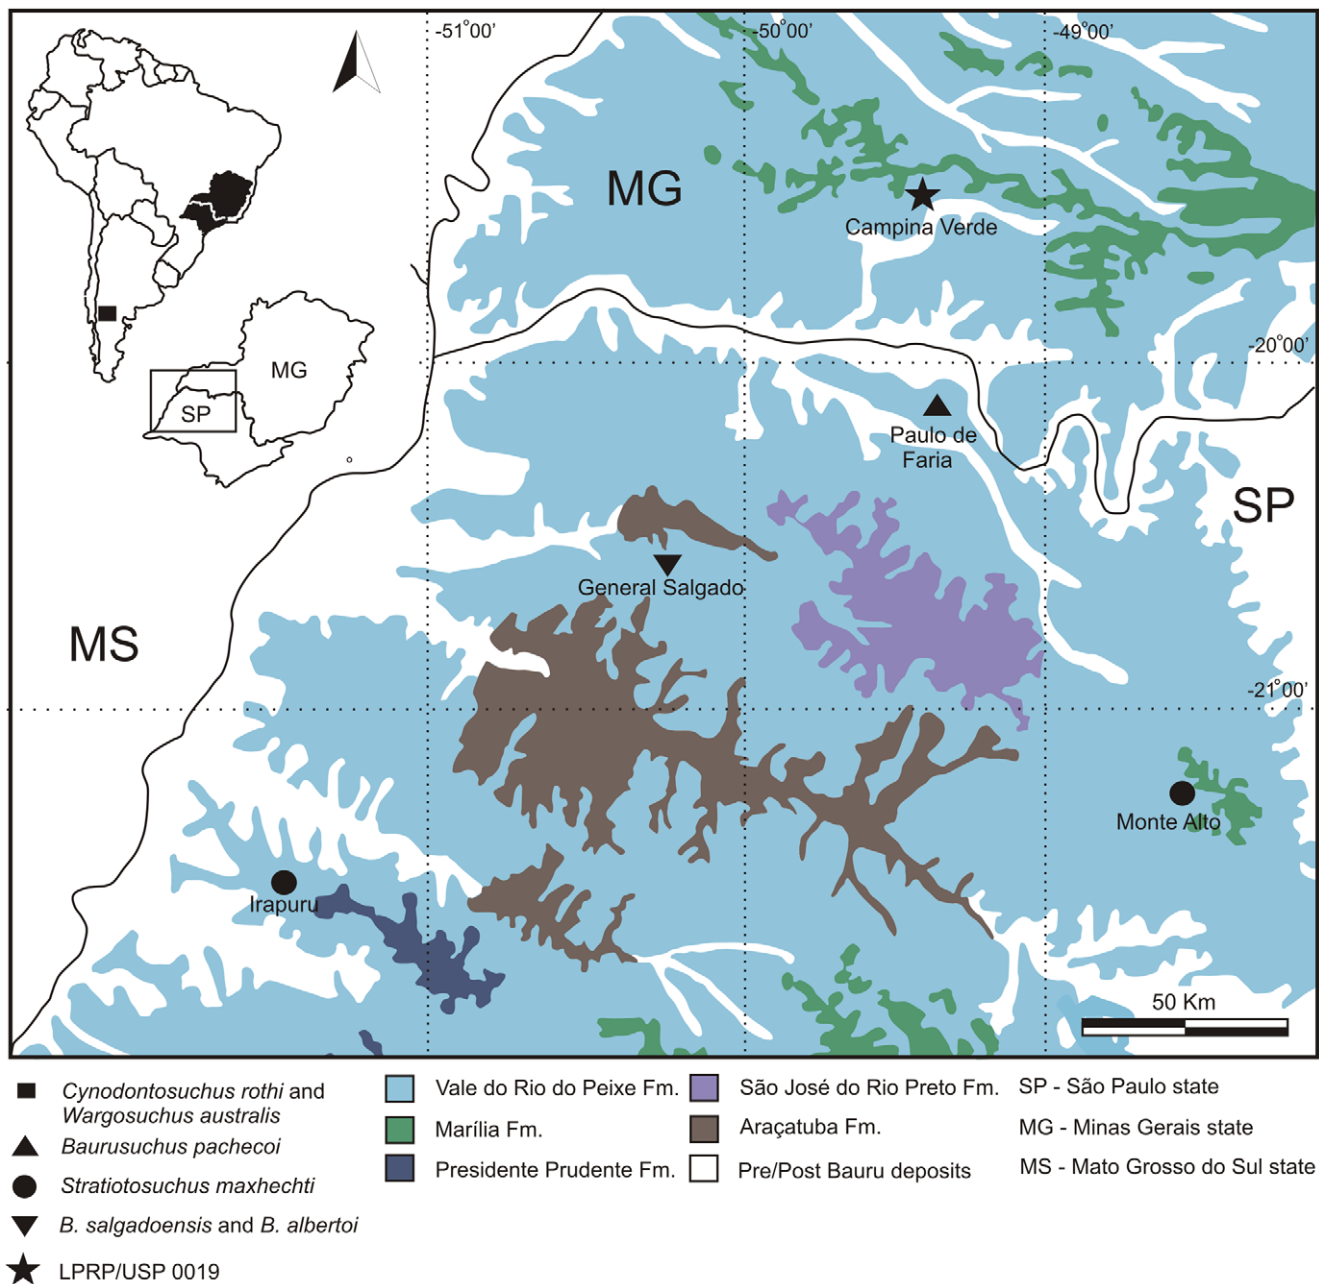 -51°00'
-50°00'
-49°00'
MG
Campina Verde
-20°00'
MG
SP
Paulo de
Faria
SP
General Salgado
MS
-21°00'
Monte Alto
Irapuru
50 Km
Cynodontosuchus rothi and
Wargosuchus australis
Baurusuchus pachecoi
Stratiotosuchus maxhechti
B. salgadoensis and B. albertoi
LPRP/USP 0019
Vale do Rio do Peixe Fm.
Marília Fm.
Presidente Prudente Fm.
São José do Rio Preto Fm.
Araçatuba Fm.
Pre/Post Bauru deposits
SP - São Paulo state
MG - Minas Gerais state
MS - Mato Grosso do Sul state